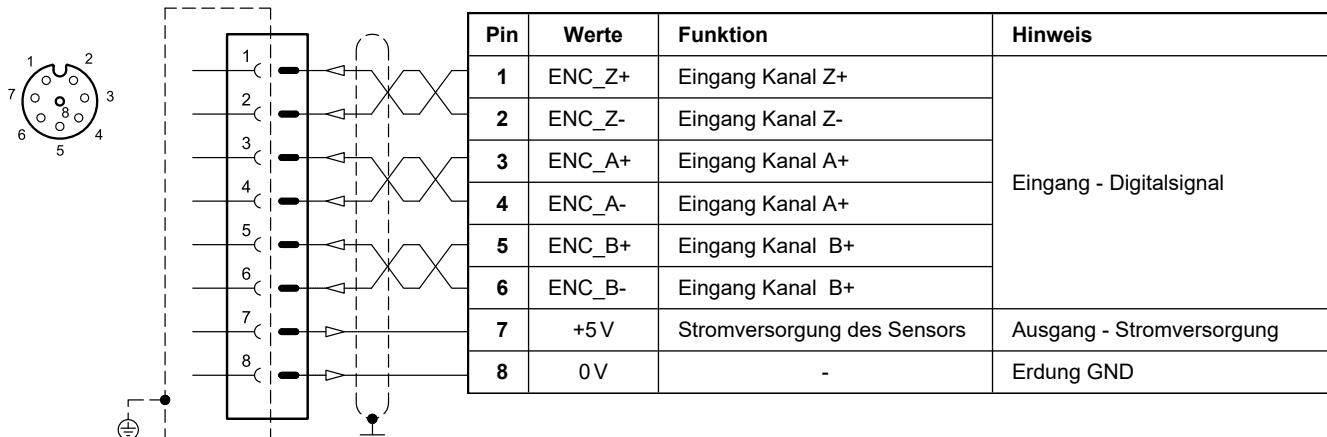 1 2
7 8 3
6 4
5
1
2
3
4
5
6
7
8
Pin Werte Funktion Hinweis
1 ENC_Z+ Eingang Kanal Z+
2 ENC_Z- Eingang Kanal Z-
3 ENC_A+ Eingang Kanal A+
Eingang - Digitalsignal
4 ENC_A- Eingang Kanal A+
5 ENC_B+ Eingang Kanal B+
6 ENC_B- Eingang Kanal B+
7 +5V Stromversorgung des Sensors Ausgang - Stromversorgung
8 0V - Erdung GND